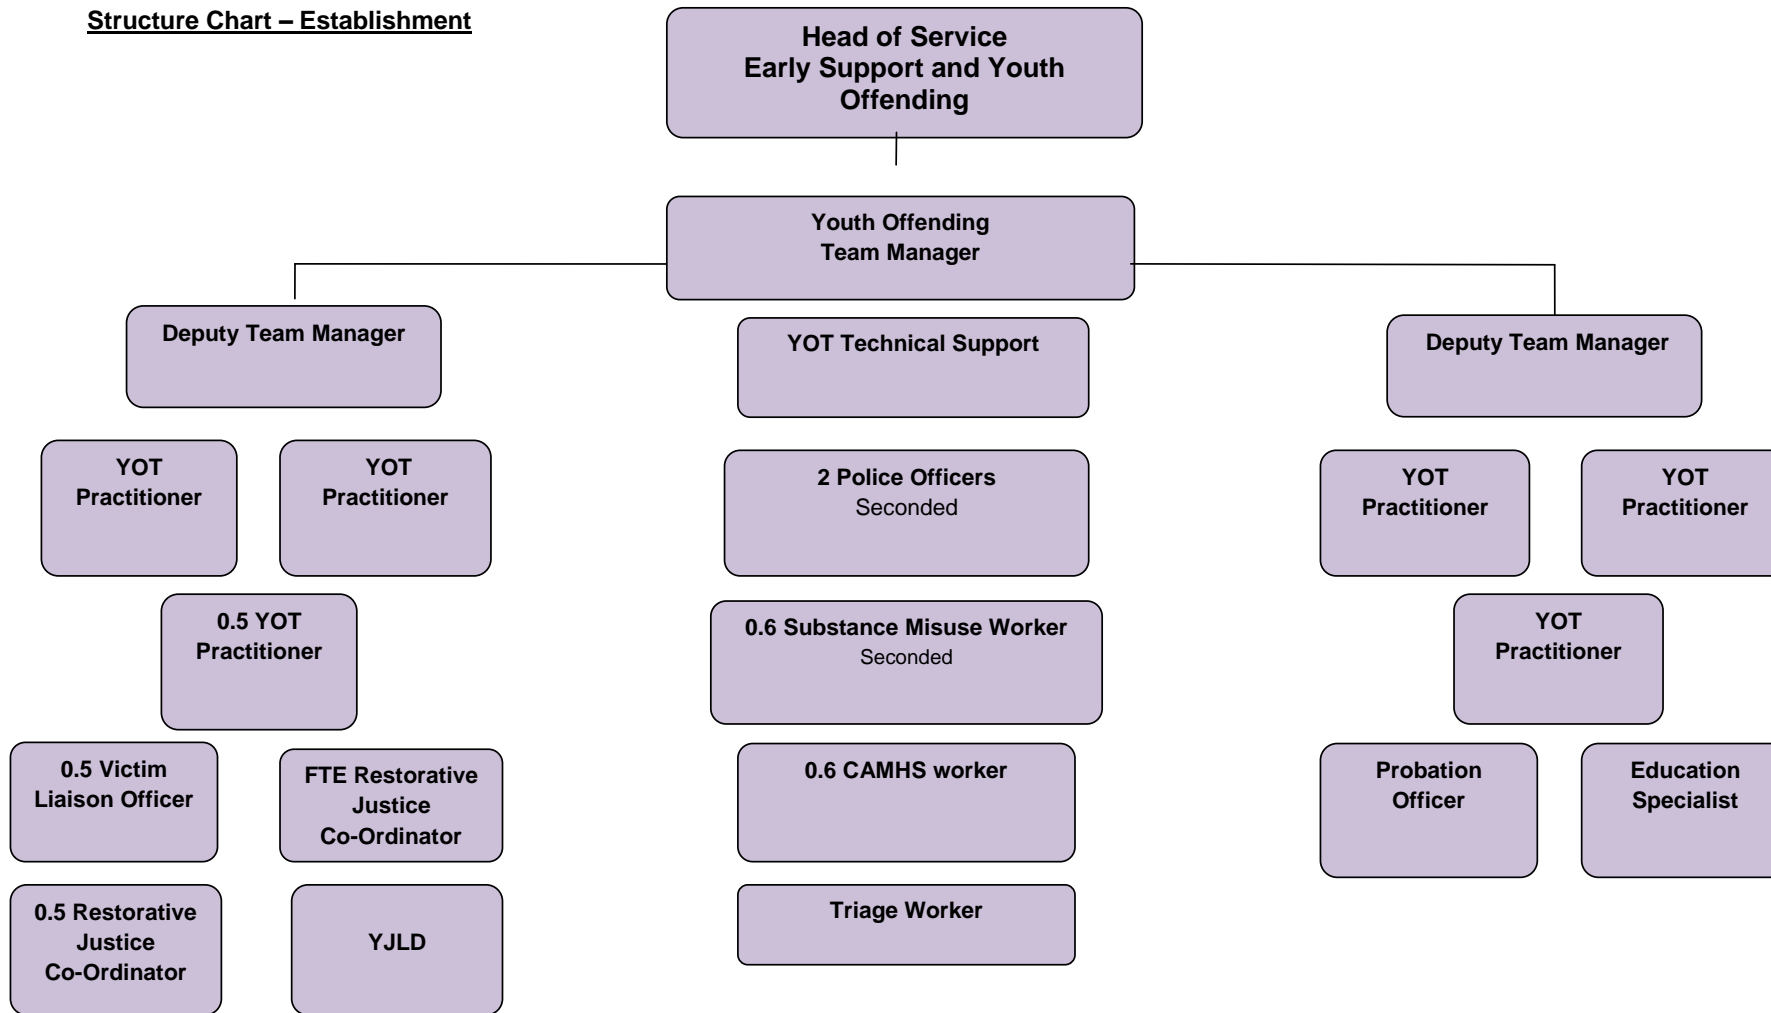 Structure Chart – Establishment
Head of Service
Early Support and Youth
Offending
Youth Offending
Team Manager
Deputy Team Manager
YOT Technical Support
Deputy Team Manager
YOT
Practitioner
YOT
Practitioner
2 Police Officers
Seconded
YOT
Practitioner
YOT
Practitioner
0.5 YOT
Practitioner
0.6 Substance Misuse Worker
Seconded
YOT
Practitioner
0.5 Victim
Liaison Officer
FTE Restorative
Justice
Co-Ordinator
0.6 CAMHS worker
Probation
Officer
Education
Specialist
0.5 Restorative
Justice
Co-Ordinator
YJLD
Triage Worker